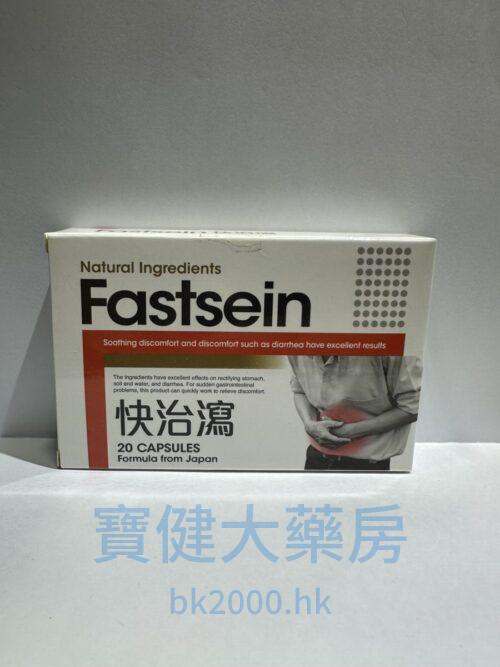 Fastsein
Natural Ingredients
Fastsein
Soothing discomfort and discomfort such as diarrhea have excellent results
The ingredients have excellent effects on rectifying stomach,
soil and water, and diarrhea. For sudden gastrointestinal
problems, this product can quickly work to relieve discomfort.
快治瀉
20 CAPSULES
Formula from Japan
寶健大藥房
bk2000.hk